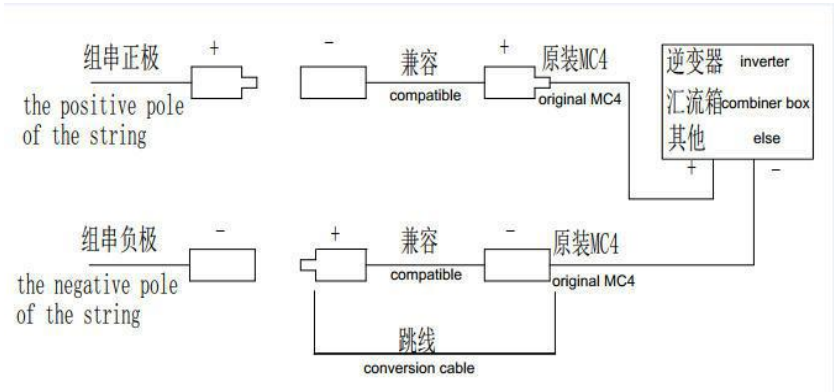 组串正极
+
−
兼容
+
原装MC4
逆变器 inverter
the positive pole
of the string
compatible
original MC4
汇流箱 combiner box
其他 else
+
−
组串负极
−
+
兼容
−
原装MC4
the negative pole
of the string
compatible
original MC4
跳线
conversion cable